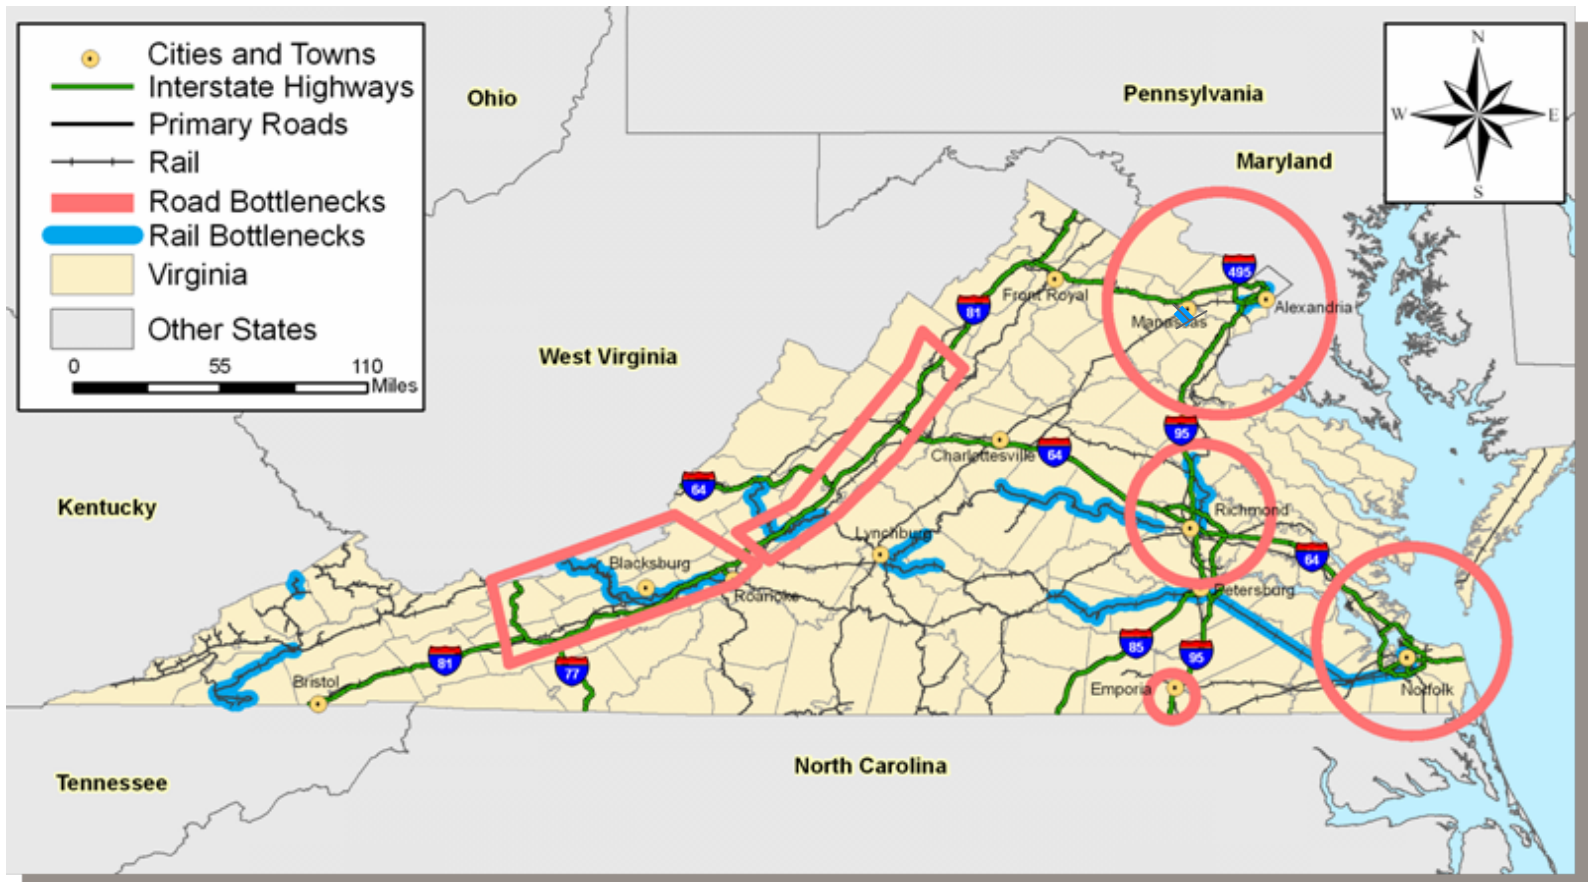 Cities and Towns
Interstate Highways
Primary Roads
Rail
Road Bottlenecks
Rail Bottlenecks
Virginia
Other States
0 55 110
Miles
N
W E
S
Ohio
Pennsylvania
Maryland
West Virginia
Kentucky
Tennessee
North Carolina
495
Front Royal
81
Manassas
Alexandria
95
Charlottesville
64
64
Richmond
Lynchburg
64
Blacksburg
Roanoke
Petersburg
85
95
81
77
Bristol
Emporia
Norfolk